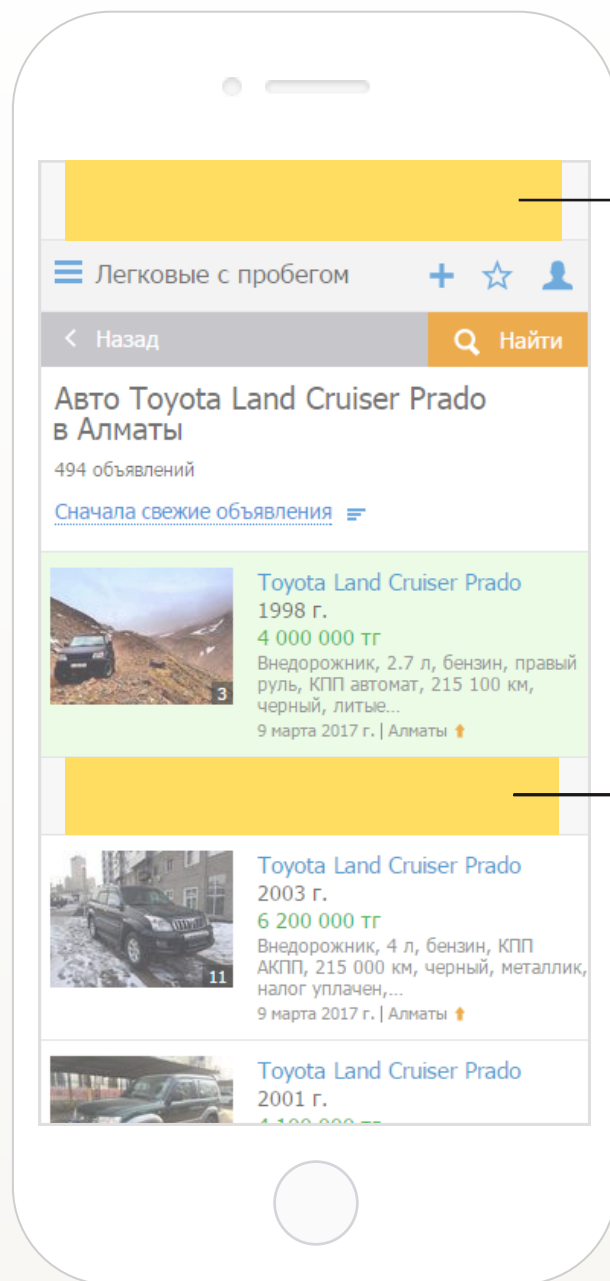 Легковые с пробегом
Назад
Найти
Авто Toyota Land Cruiser Prado
в Алматы
494 объявлений
Сначала свежие объявления
Toyota Land Cruiser Prado
1998 г.
4 000 000 тг
Внедорожник, 2.7 л, бензин, правый
руль, КПП автомат, 215 100 км,
черный, литые...
9 марта 2017 г. | Алматы
3
Toyota Land Cruiser Prado
2003 г.
6 200 000 тг
Внедорожник, 4 л, бензин, КПП
АКПП, 215 000 км, черный, металлик,
налог уплачен,...
9 марта 2017 г. | Алматы
11
Toyota Land Cruiser Prado
2001 г.